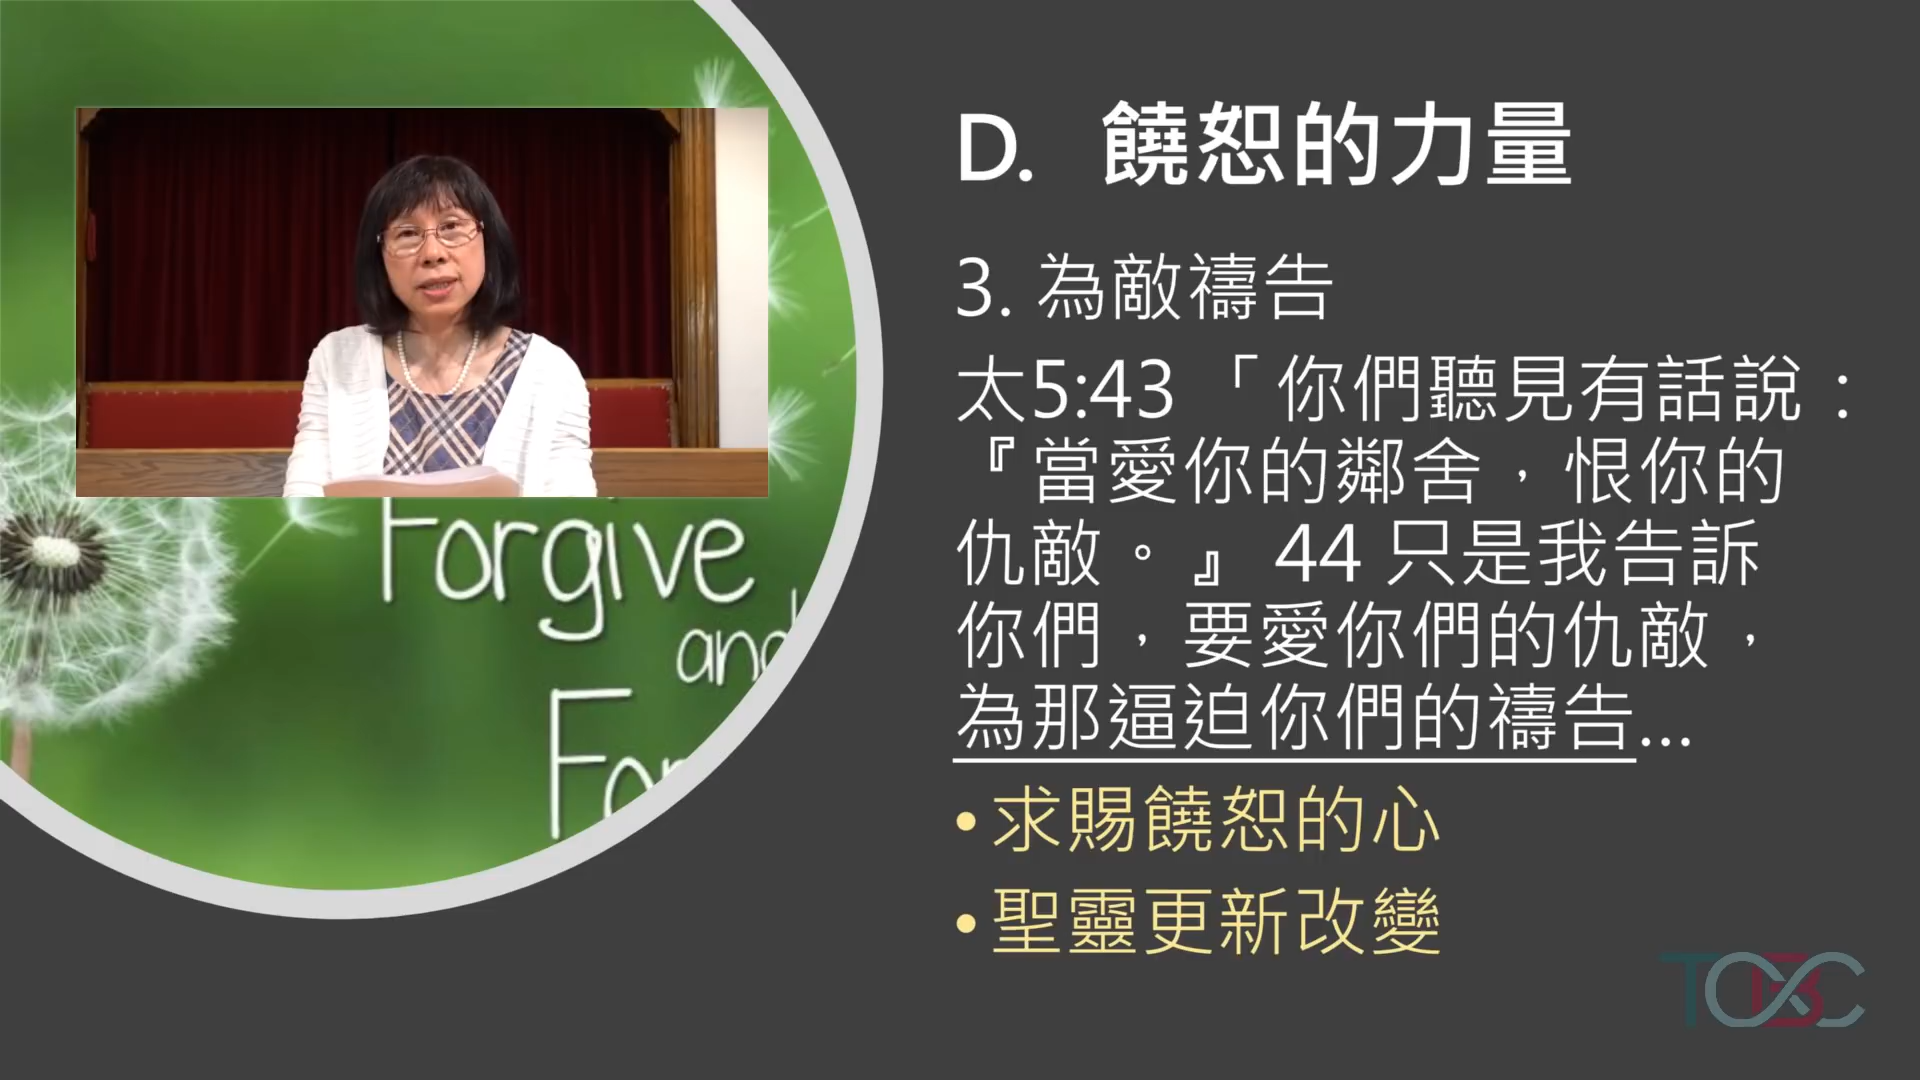 D. 饒恕的力量
3. 為敵禱告
太5:43 「你們聽見有話說：
『當愛你的鄰舍，恨你的
仇敵。』 44 只是我告訴
你們，要愛你們的仇敵，
為那逼迫你們的禱告...
•求賜饒恕的心
•聖靈更新改變
Forgive
and
TCBC